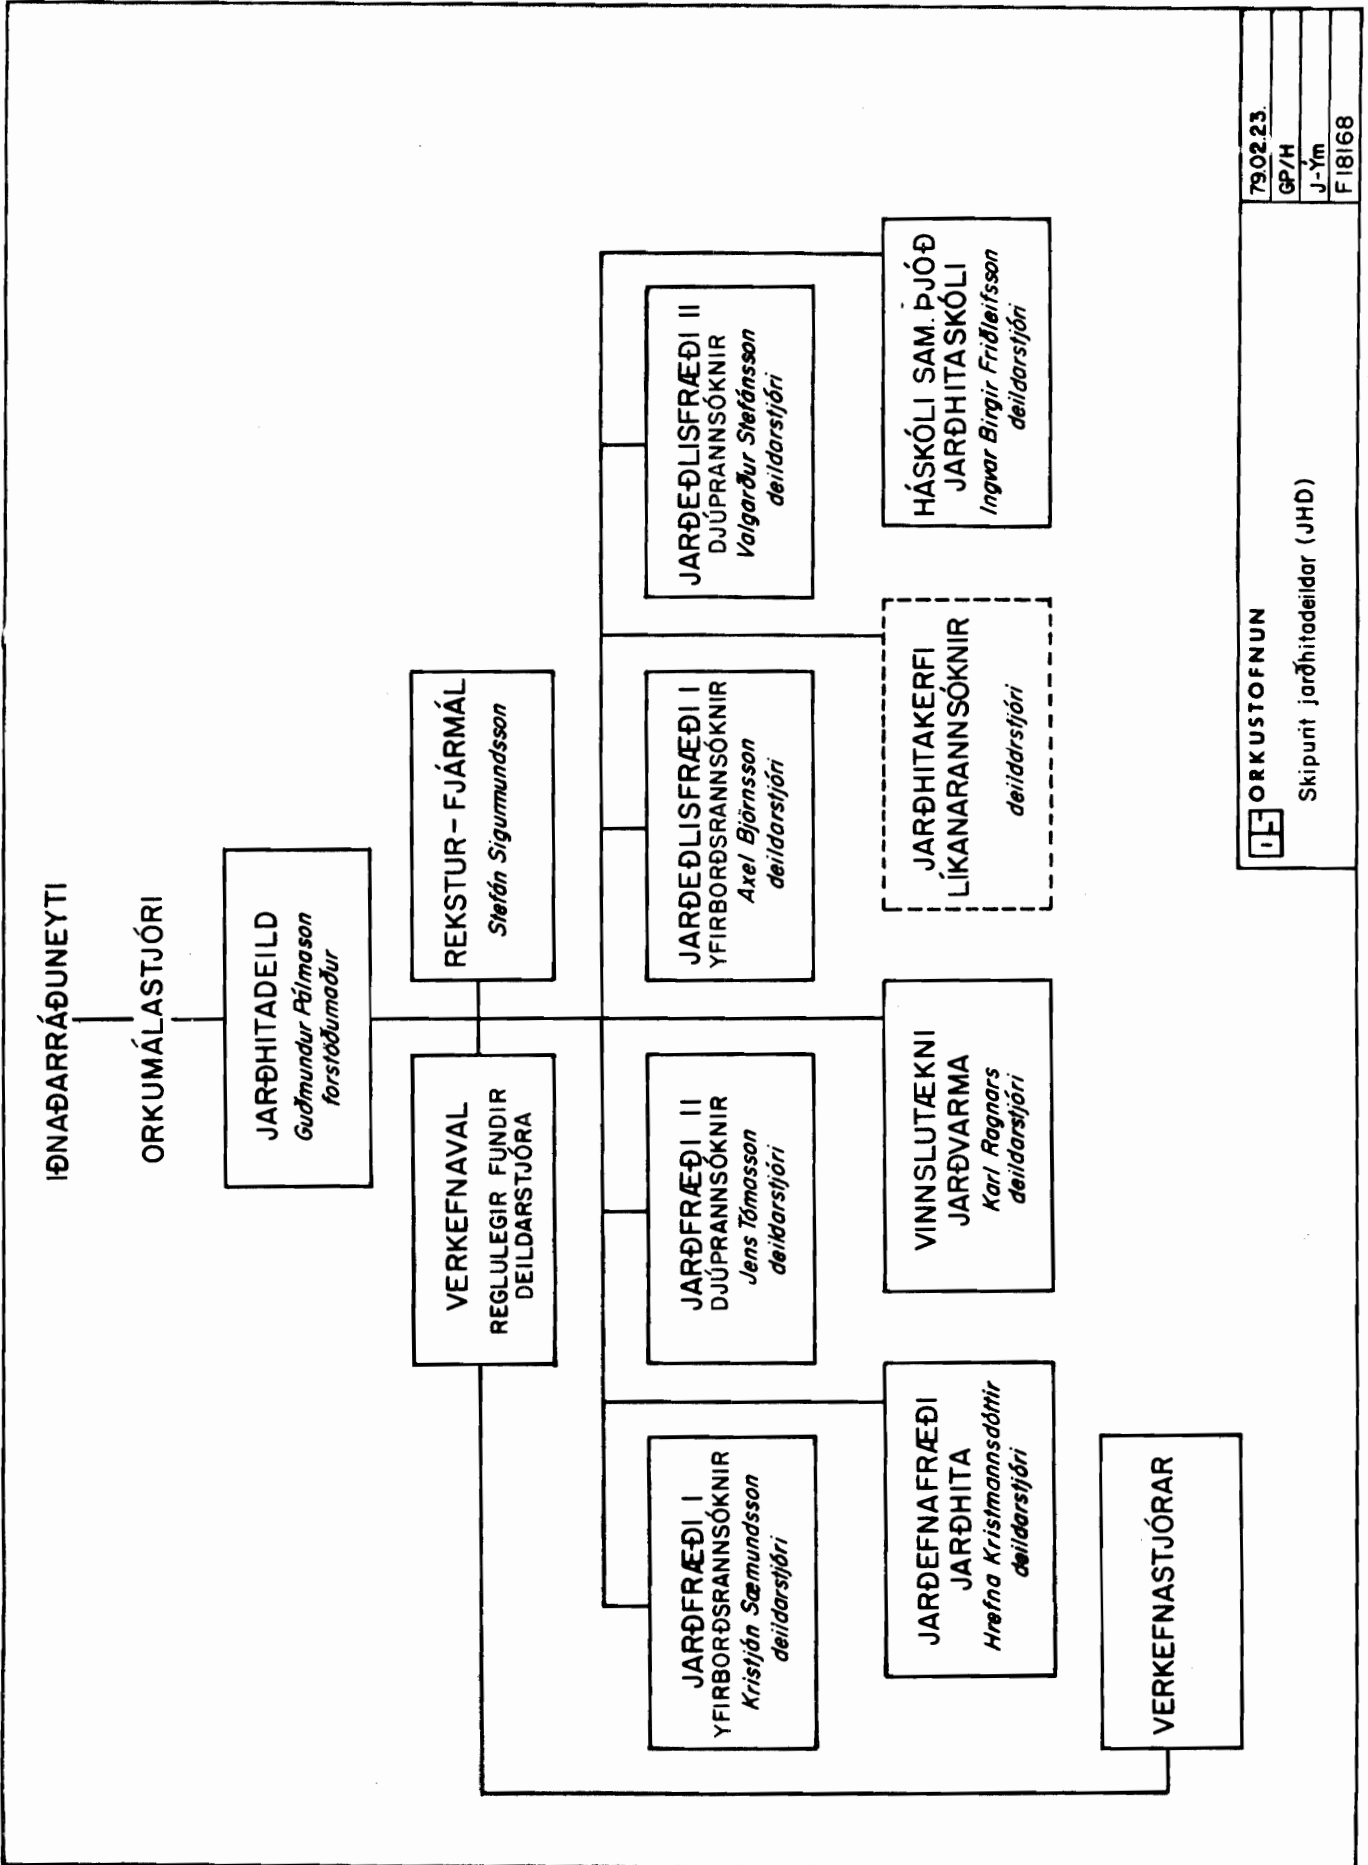 IÐNAÐARRÁÐUNEYTI
ORKUMÁLASTJÓRI
JARÐHITADEILD
Guðmundur Pálmason
forstöðumaður
VERKEFNAVAL
REGLULEGIR FUNDIR
DEILDARSTJÓRA
REKSTUR-FJÁRMÁL
Stefán Sigurmundsson
JARÐFRÆÐI I
YFIRBORÐSRANNSÓKNIR
Kristján Sæmundsson
deildarstjóri
JARÐFRÆÐI II
DJÚPRANNSÓKNIR
Jens Tómasson
deildarstjóri
JARÐEÐLISFRÆÐI I
YFIRBORÐSRANNSÓKNIR
Axel Björnsson
deildarstjóri
JARÐEÐLISFRÆÐI II
DJÚPRANNSÓKNIR
Valgarður Stefánsson
deildarstjóri
JARÐEFNAFRÆÐI
JARÐHITA
Hrefna Kristmannsdóttir
deildarstjóri
VINNSLUTÆKNI
JARÐVARMA
Karl Ragnars
deildarstjóri
JARÐHITAKERFI
LÍKANARANNSÓKNIR
deildarstjóri
HÁSKÓLI SAM. ÞJÓÐ
JARÐHITASKÓLI
Ingvar Birgir Friðleifsson
deildarstjóri
VERKEFNASTJÓRAR
ORKUSTOFNUN
Skipurit jarðhitadeildar (JHD)
79.02.23.
GP/H
J-Ým
F18168